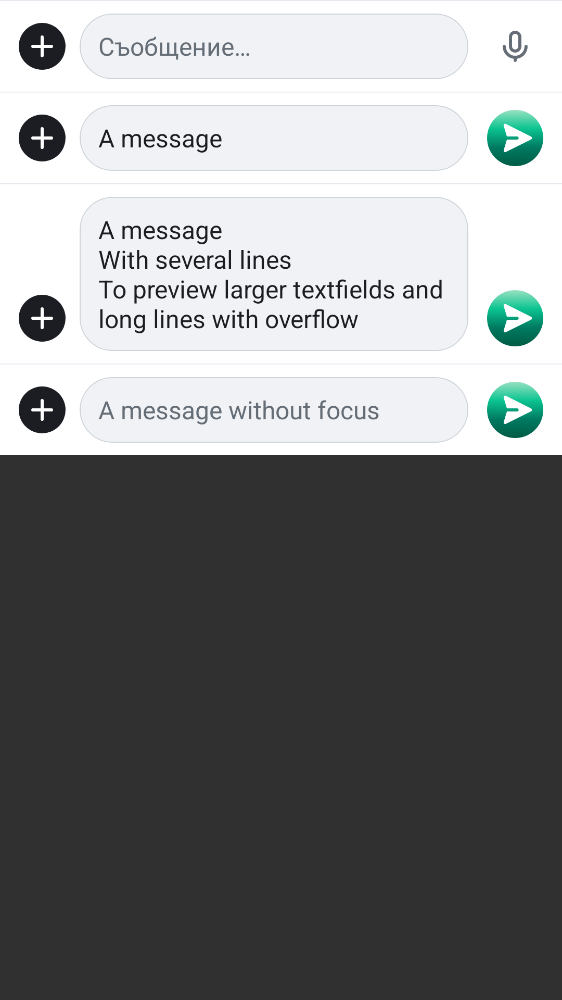 Съобщение…
A message
A message
With several lines
To preview larger textfields and
long lines with overflow
A message without focus